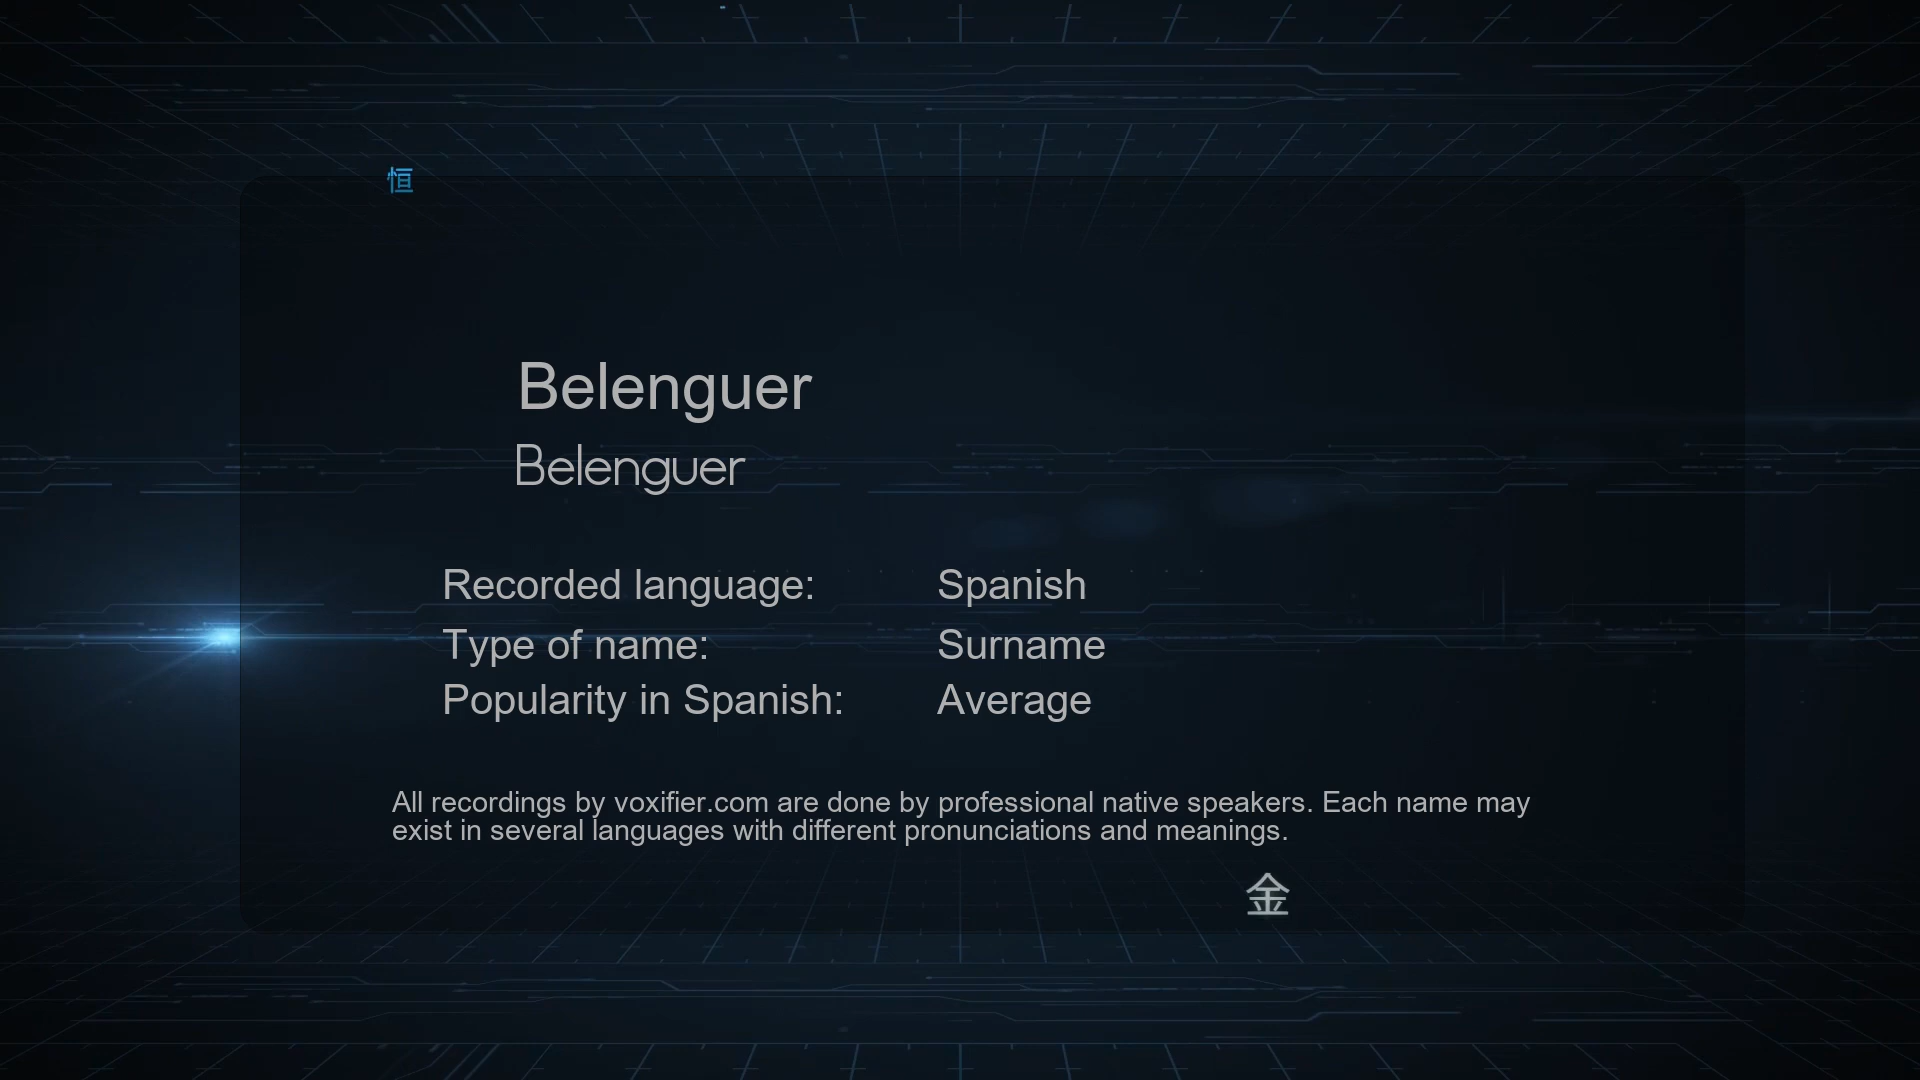 恒
Belenguer
Belenguer
Recorded language: Spanish
Type of name: Surname
Popularity in Spanish: Average
All recordings by voxifier.com are done by professional native speakers. Each name may
exist in several languages with different pronunciations and meanings.
金